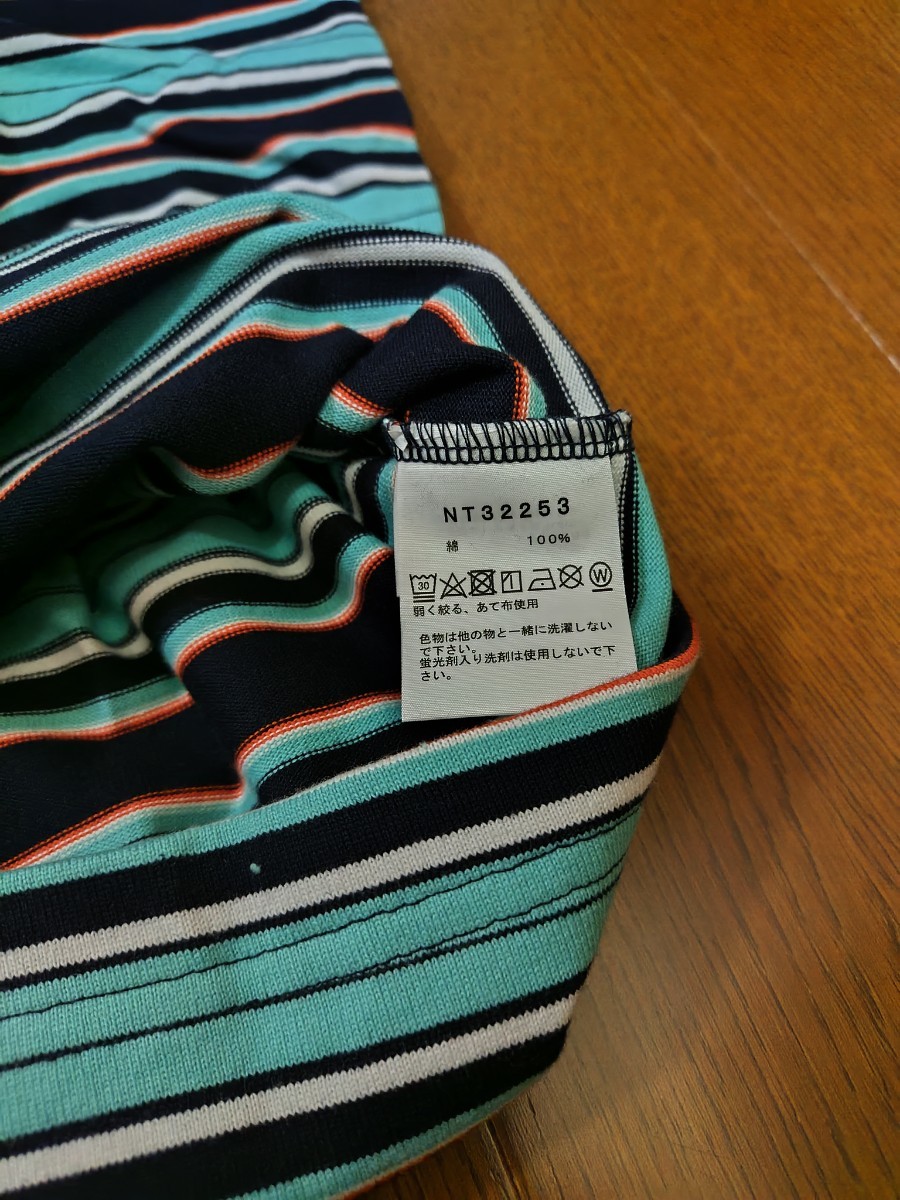 NT32253
綿 100%
30 W
弱く絞る、あて布使用
色物は他の物と一緒に洗濯しない
で下さい。
蛍光剤入り洗剤は使用しないで下
さい。